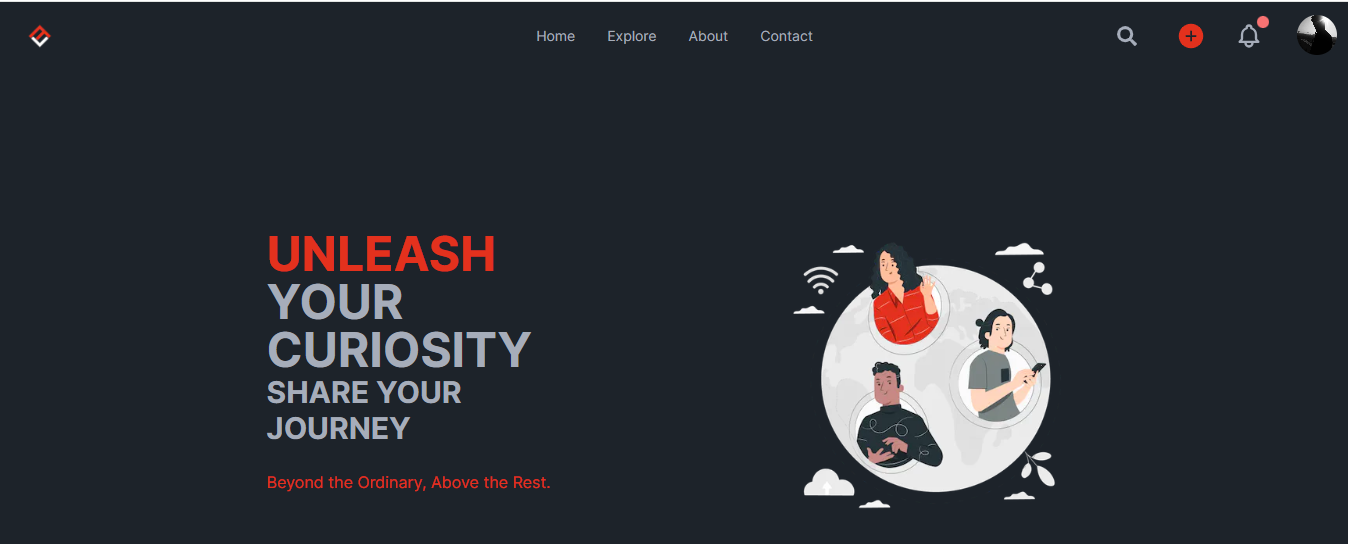 Home Explore About Contact
UNLEASH
YOUR
CURIOSITY
SHARE YOUR
JOURNEY
Beyond the Ordinary, Above the Rest.